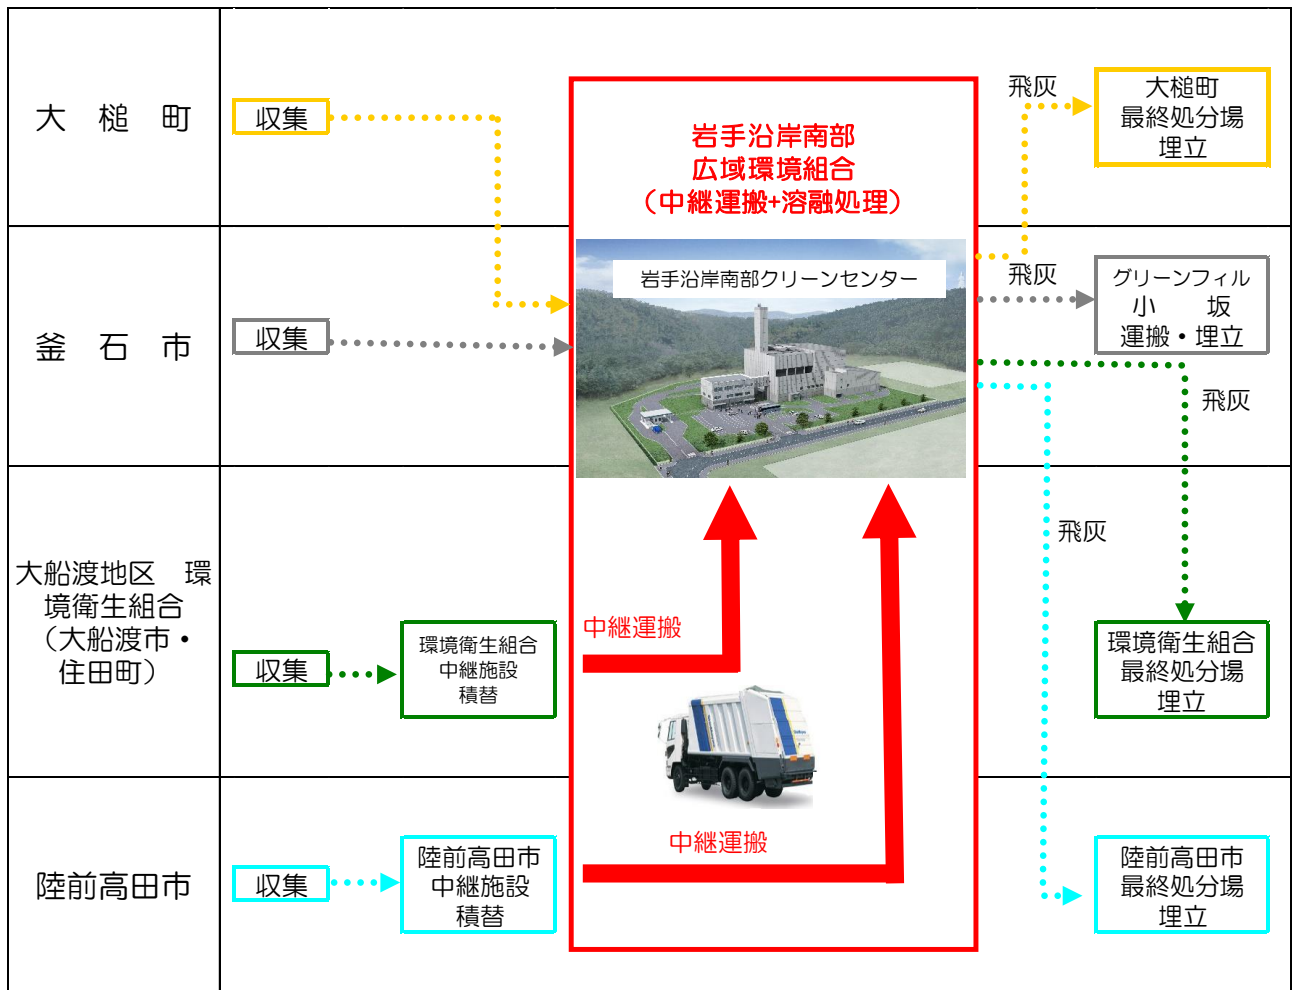 大　槌　町
収集
岩手沿岸南部
広域環境組合
（中継運搬+溶融処理）
飛灰
大槌町
最終処分場
埋立
釜　石　市
収集
岩手沿岸南部クリーンセンター
飛灰
グリーンフィル
小　　坂
運搬・埋立
飛灰
飛灰
大船渡地区　環
境衛生組合
（大船渡市・
住田町）
収集
環境衛生組合
中継施設
積替
中継運搬
環境衛生組合
最終処分場
埋立
陸前高田市
収集
陸前高田市
中継施設
積替
中継運搬
陸前高田市
最終処分場
埋立